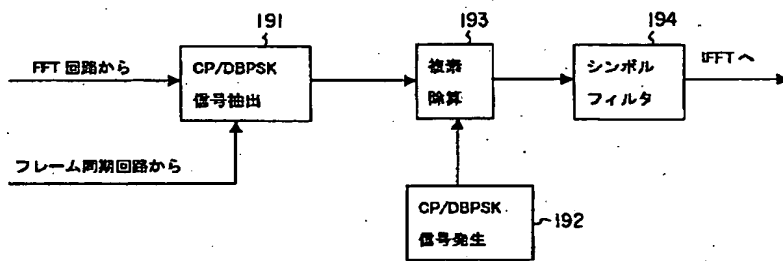 191
193
194
FFT 回路から
CP/DBPSK
信号抽出
複素
除算
シンボル
フィルタ
IFFT へ
フレーム同期回路から
CP/DBPSK
信号発生
192